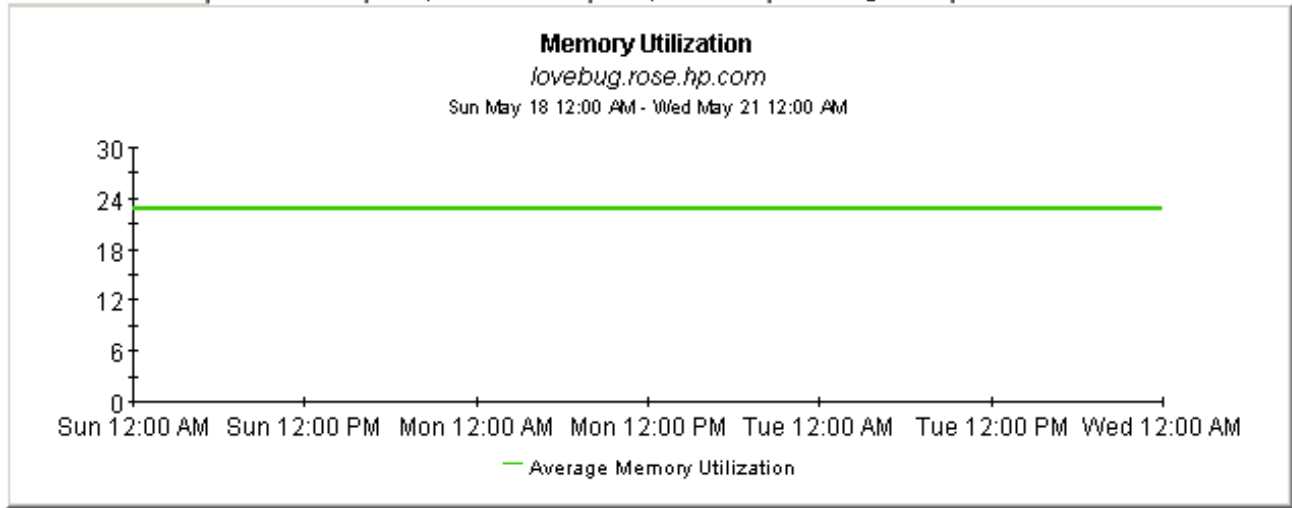 Memory Utilization
lovebug.rose.hp.com
Sun May 18 12:00 AM - Wed May 21 12:00 AM
30
24
18
12
6
0
Sun 12:00 AM Sun 12:00 PM Mon 12:00 AM Mon 12:00 PM Tue 12:00 AM Tue 12:00 PM Wed 12:00 AM
Average Memory Utilization